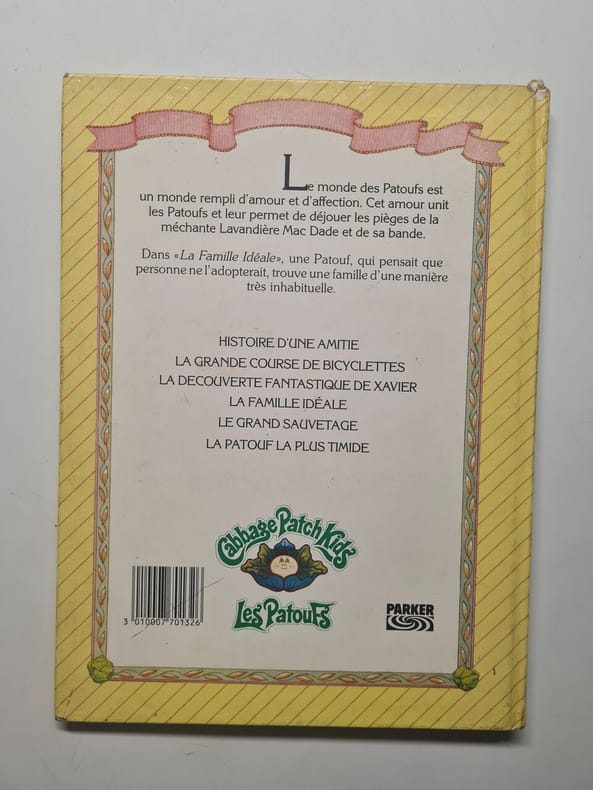 Le monde des Patoufs est
un monde rempli d'amour et d'affection. Cet amour unit
les Patoufs et leur permet de déjouer les pièges de la
méchante Lavandière Mac Dade et de sa bande.
Dans «La Famille Idéale», une Patouf, qui pensait que
personne ne l'adopterait, trouve une famille d'une manière
très inhabituelle.
HISTOIRE D'UNE AMITIE
LA GRANDE COURSE DE BICYCLETTES
LA DECOUVERTE FANTASTIQUE DE XAVIER
LA FAMILLE IDÉALE
LE GRAND SAUVETAGE
LA PATOUF LA PLUS TIMIDE
Cabbage Patch Kids
Les Patoufs
PARKER
3 010007 701326